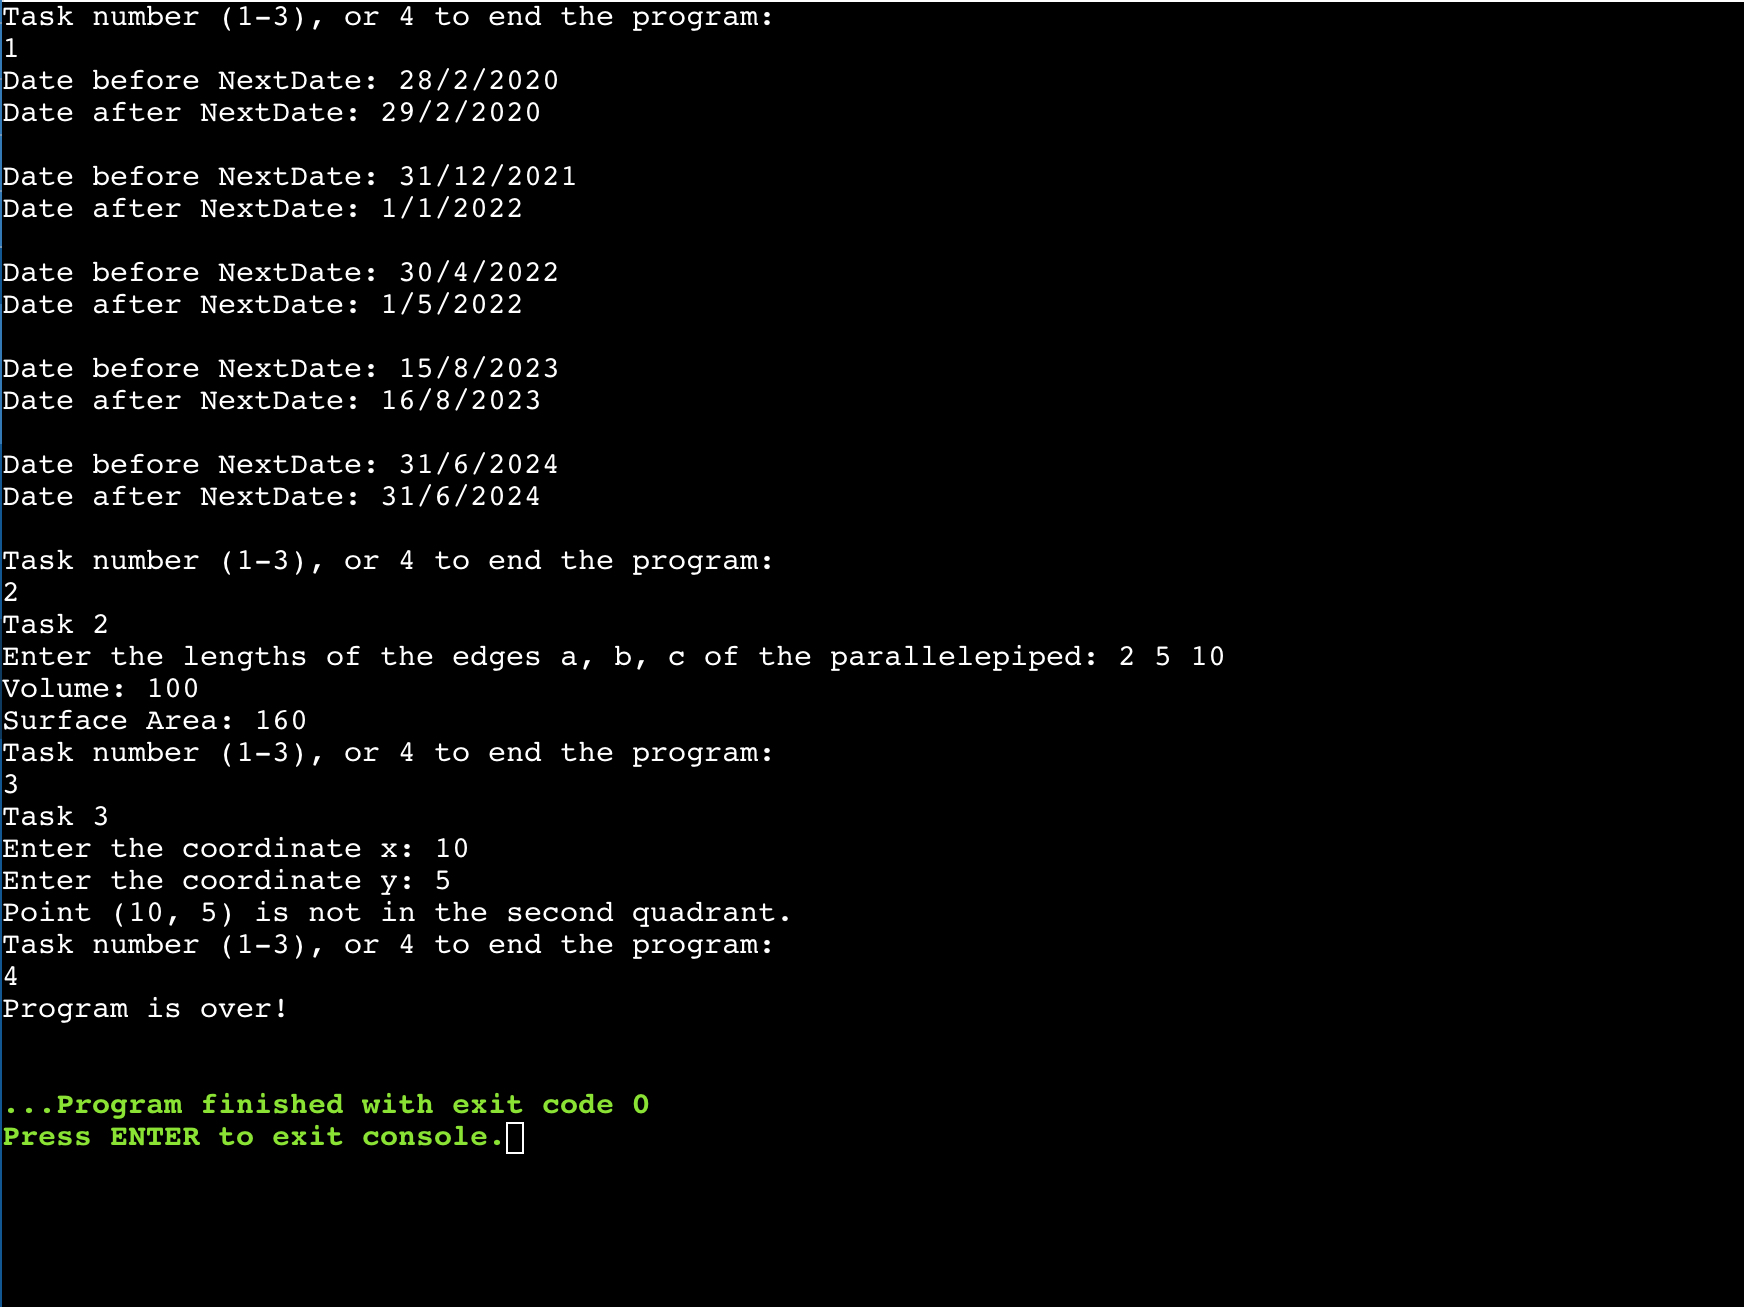 Task number (1-3), or 4 to end the program:
1
Date before NextDate: 28/2/2020
Date after NextDate: 29/2/2020
Date before NextDate: 31/12/2021
Date after NextDate: 1/1/2022
Date before NextDate: 30/4/2022
Date after NextDate: 1/5/2022
Date before NextDate: 15/8/2023
Date after NextDate: 16/8/2023
Date before NextDate: 31/6/2024
Date after NextDate: 31/6/2024
Task number (1-3), or 4 to end the program:
2
Task 2
Enter the lengths of the edges a, b, c of the parallelepiped: 2 5 10
Volume: 100
Surface Area: 160
Task number (1-3), or 4 to end the program:
3
Task 3
Enter the coordinate x: 10
Enter the coordinate y: 5
Point (10, 5) is not in the second quadrant.
Task number (1-3), or 4 to end the program:
4
Program is over!
...Program finished with exit code 0
Press ENTER to exit console.